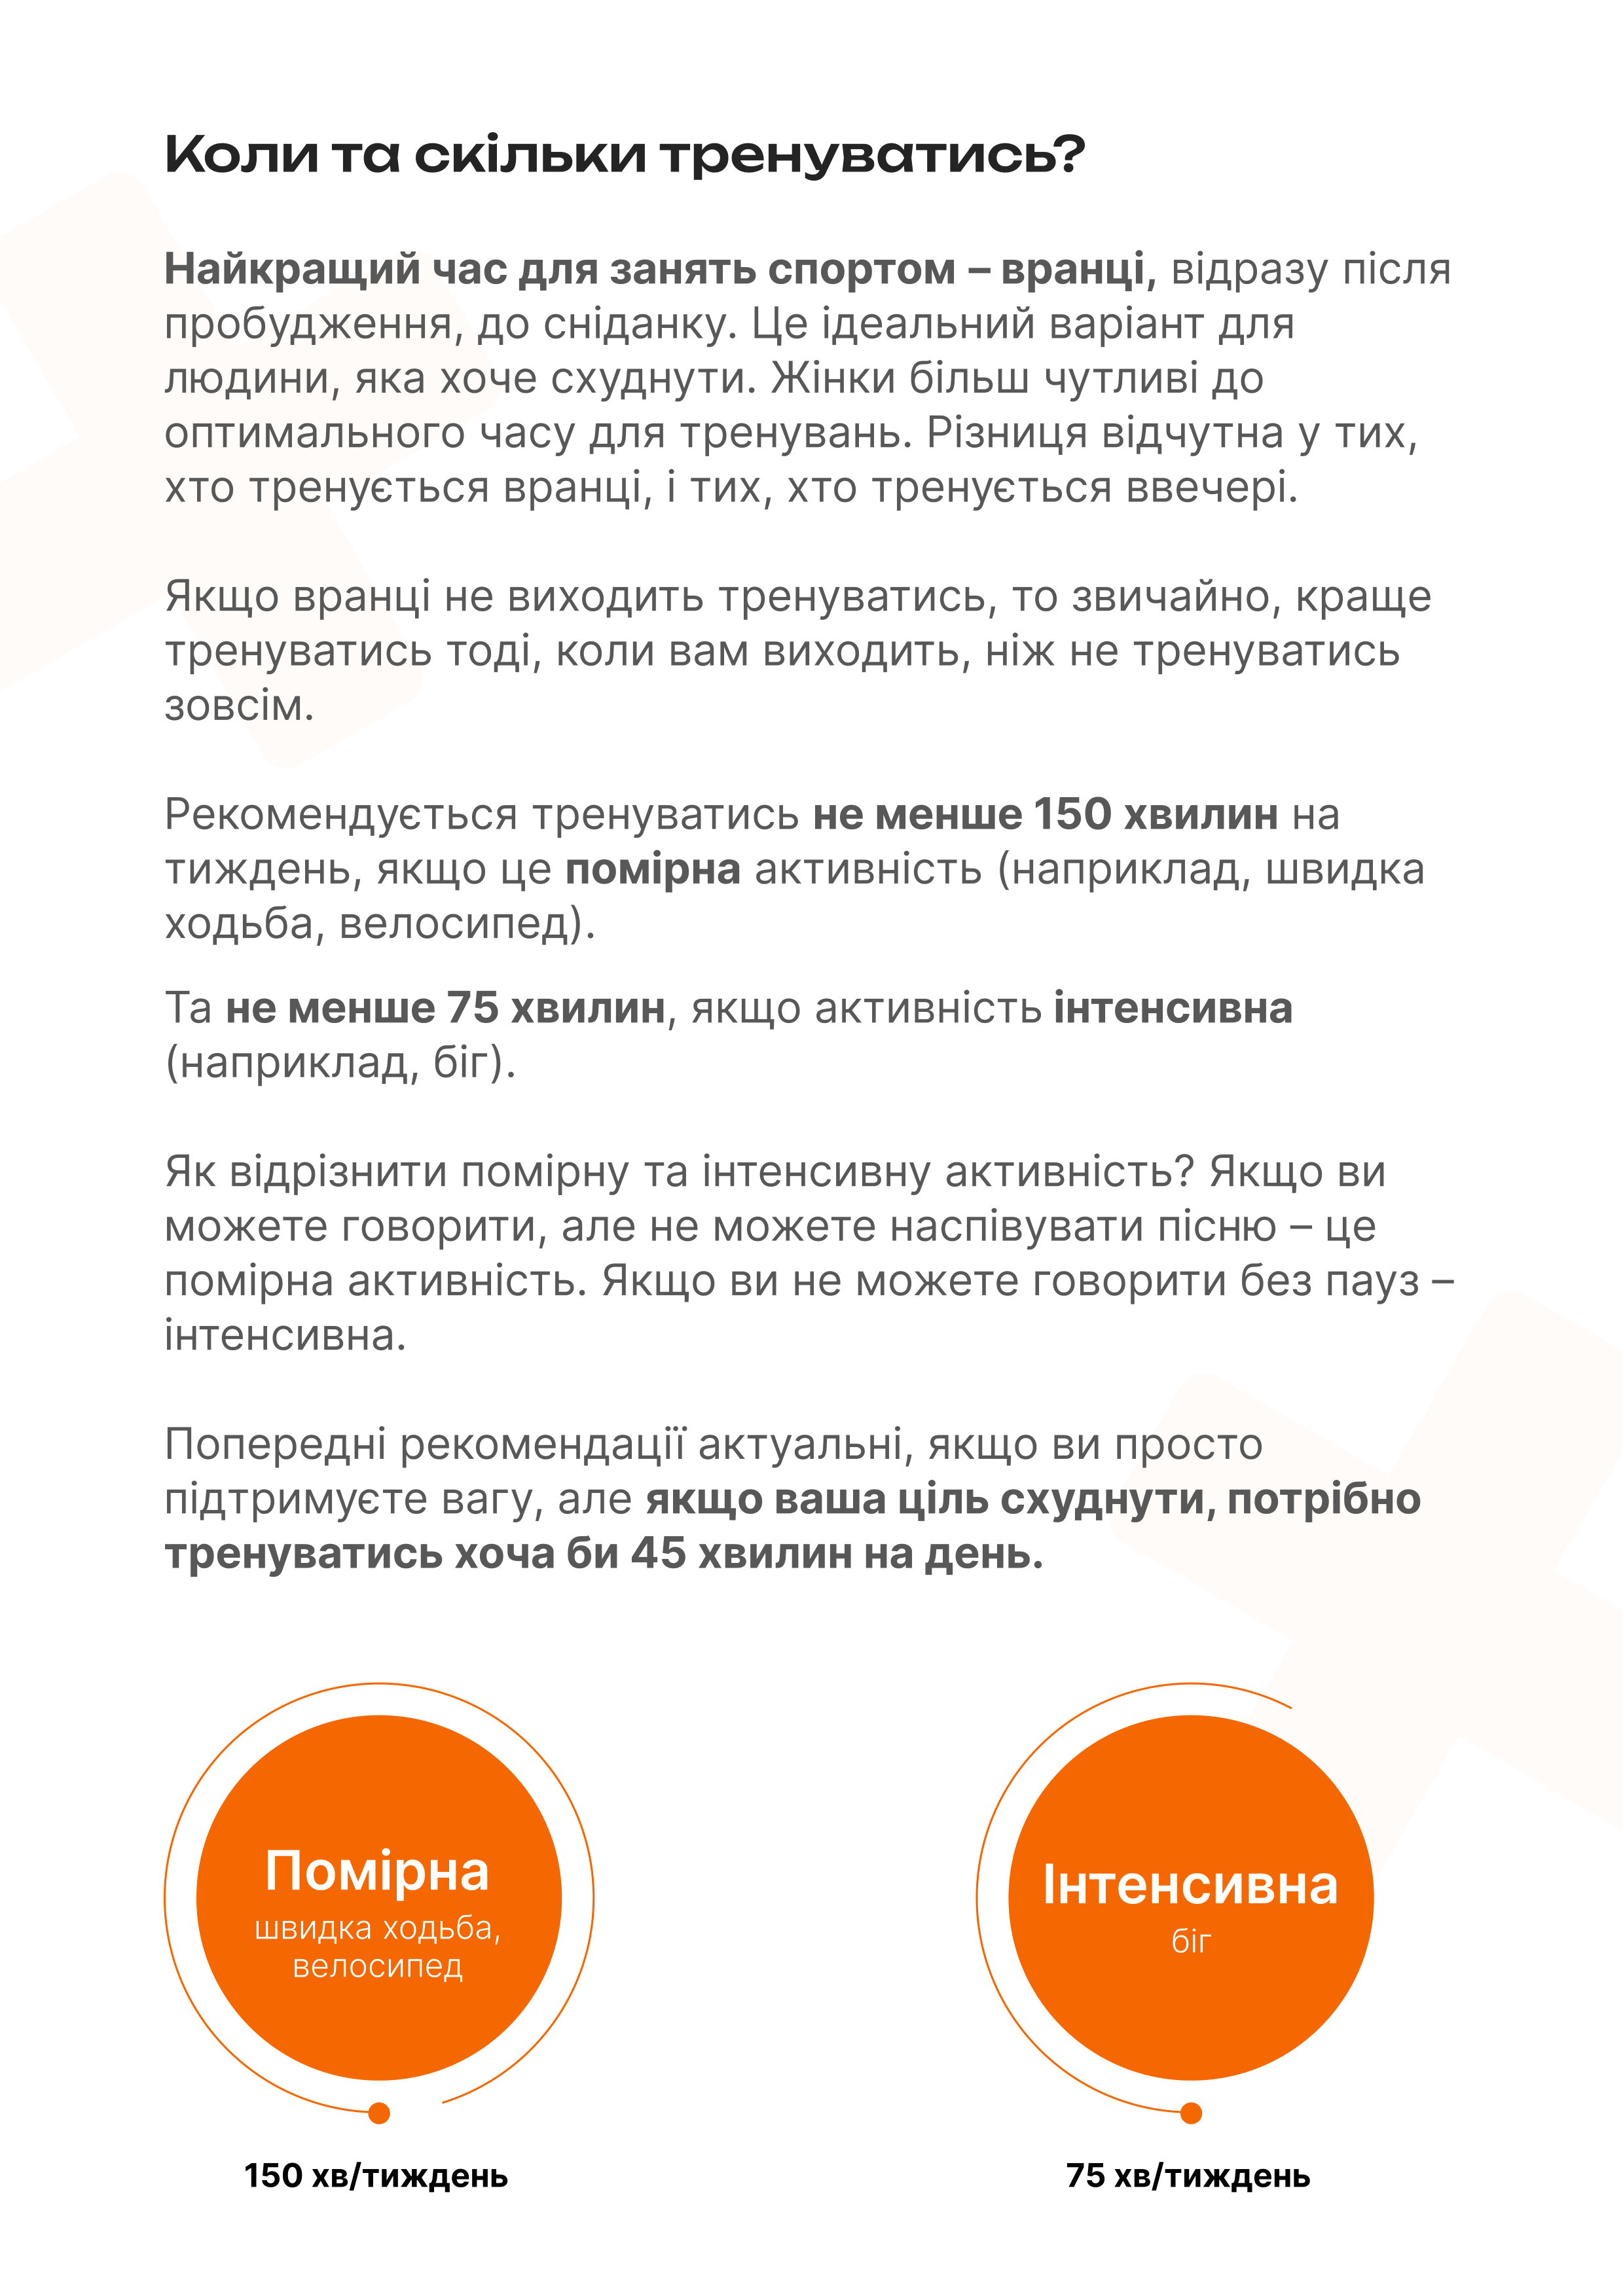 Коли та скільки тренуватись?
Найкращий час для занять спортом – вранці, відразу після
пробудження, до сніданку. Це ідеальний варіант для
людини, яка хоче схуднути. Жінки більш чутливі до
оптимального часу для тренувань. Різниця відчутна у тих,
хто тренується вранці, і тих, хто тренується ввечері.
Якщо вранці не виходить тренуватись, то звичайно, краще
тренуватись тоді, коли вам виходить, ніж не тренуватись
зовсім.
Рекомендується тренуватись не менше 150 хвилин на
тиждень, якщо це помірна активність (наприклад, швидка
ходьба, велосипед).
Та не менше 75 хвилин, якщо активність інтенсивна
(наприклад, біг).
Як відрізнити помірну та інтенсивну активність? Якщо ви
можете говорити, але не можете наспівувати пісню – це
помірна активність. Якщо ви не можете говорити без пауз –
інтенсивна.
Попередні рекомендації актуальні, якщо ви просто
підтримуєте вагу, але якщо ваша ціль схуднути, потрібно
тренуватись хоча би 45 хвилин на день.
Помірна
швидка ходьба,
велосипед
150 хв/тиждень
Інтенсивна
біг
75 хв/тиждень